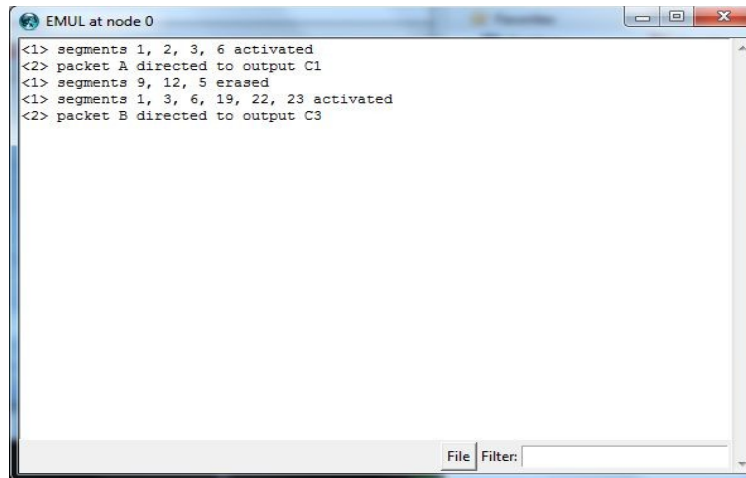 EMUL at node 0
<1> segments 1, 2, 3, 6 activated
<2> packet A directed to output C1
<1> segments 9, 12, 5 erased
<1> segments 1, 3, 6, 19, 22, 23 activated
<2> packet B directed to output C3
File Filter: